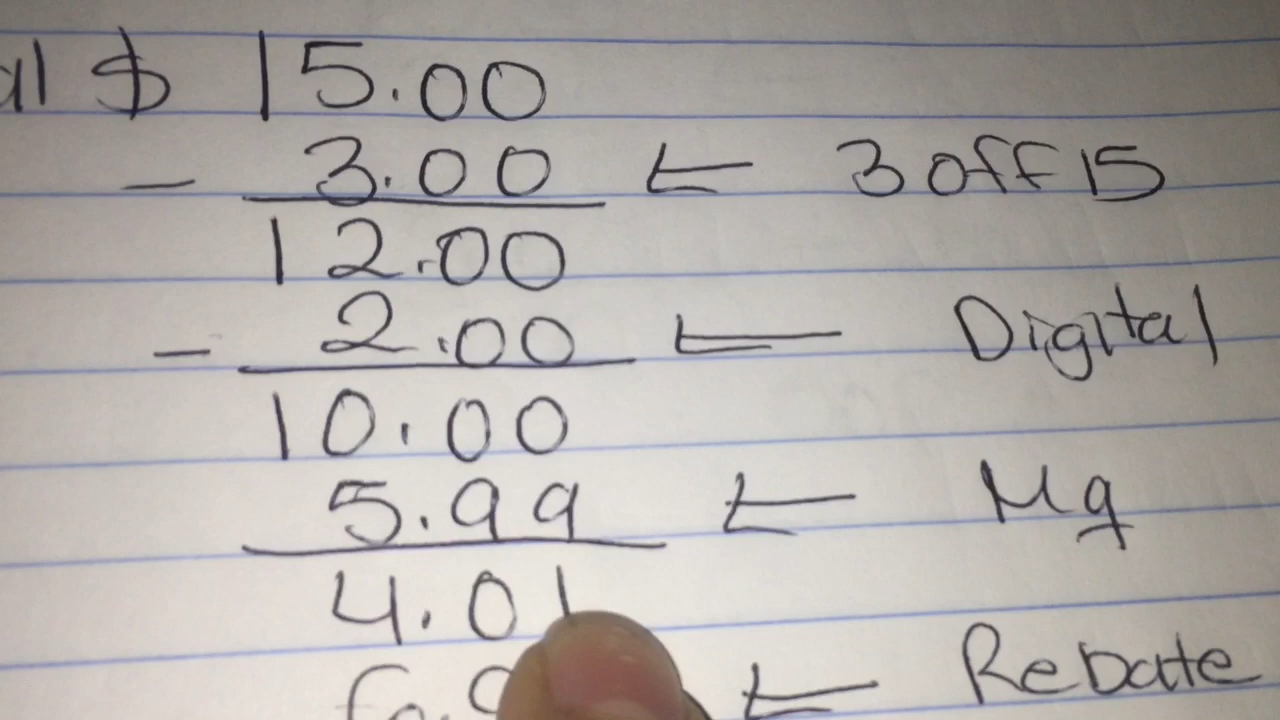 $ 15.00
- 3.00 ← 3 off 15
12.00
- 2.00 ← Digital
10.00
5.99 ← Mq
4.01
← Rebate